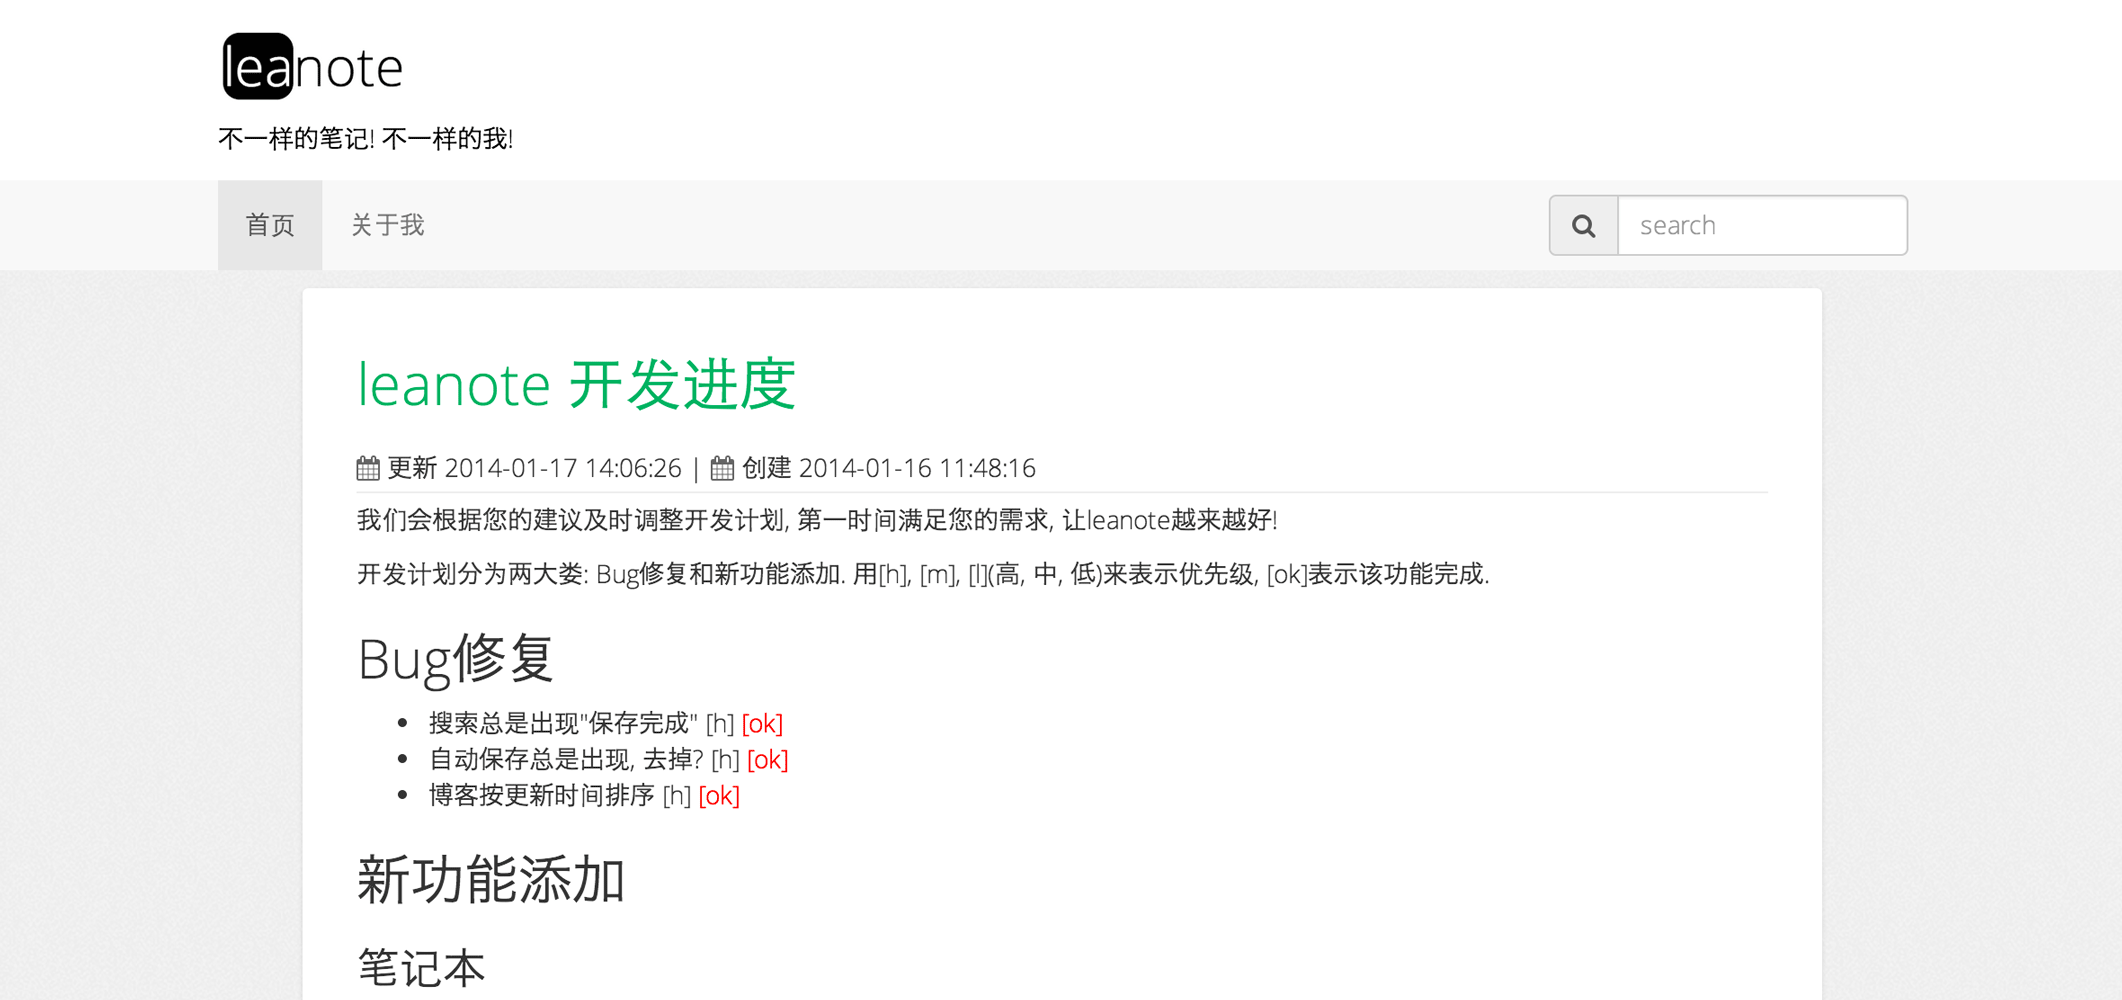 leanote
不一样的笔记! 不一样的我!
首页 关于我 search
leanote 开发进度
更新 2014-01-17 14:06:26 | 创建 2014-01-16 11:48:16
我们会根据您的建议及时调整开发计划, 第一时间满足您的需求, 让leanote越来越好!
开发计划分为两大娄: Bug修复和新功能添加. 用[h], [m], [l](高, 中, 低)来表示优先级, [ok]表示该功能完成.
Bug修复
• 搜索总是出现"保存完成" [h] [ok]
• 自动保存总是出现, 去掉? [h] [ok]
• 博客按更新时间排序 [h] [ok]
新功能添加
笔记本